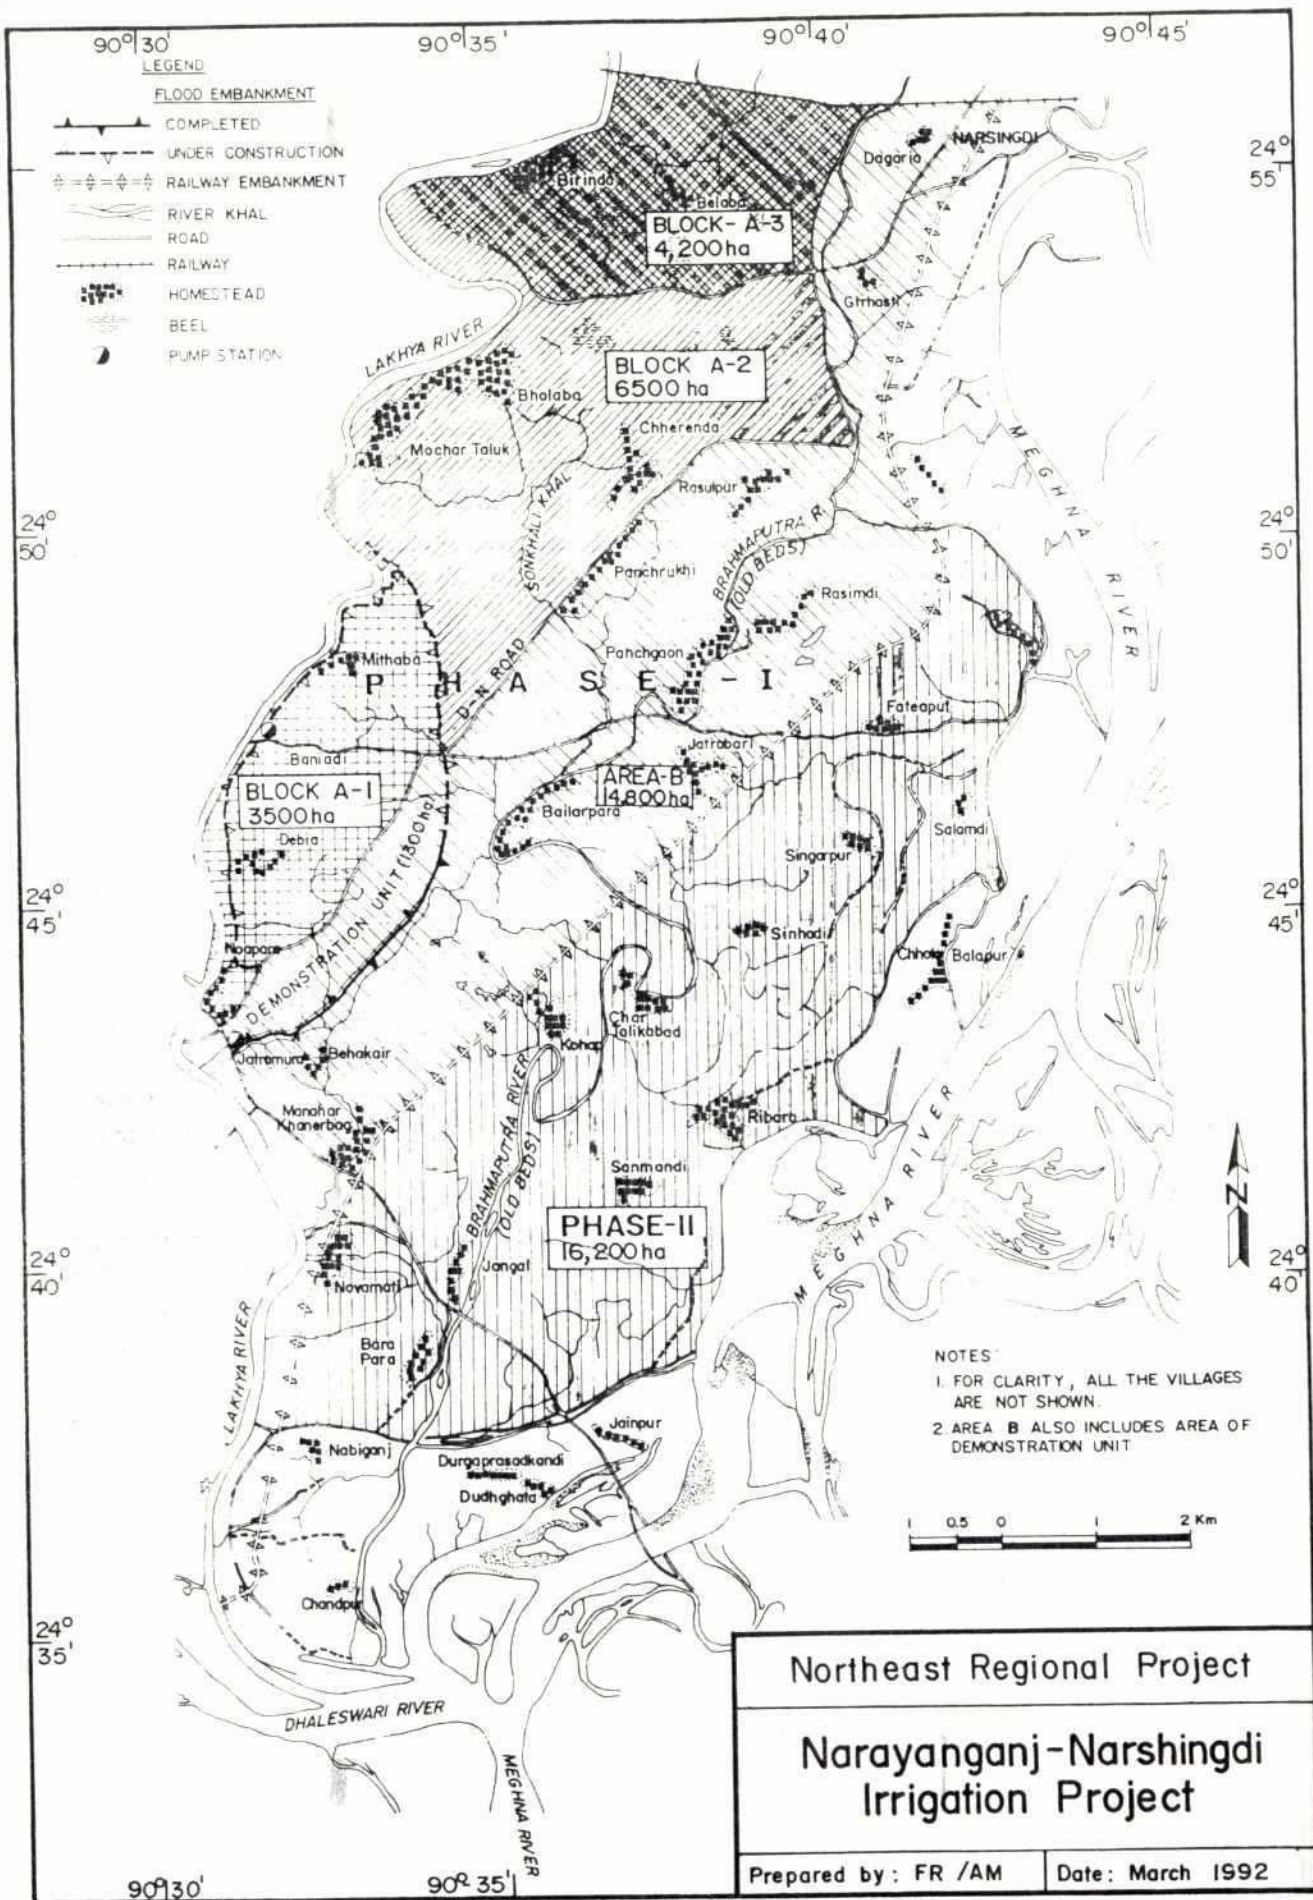 90°30'
90°35'
90°40'
90°45'
LEGEND
FLOOD EMBANKMENT
COMPLETED
UNDER CONSTRUCTION
RAILWAY EMBANKMENT
RIVER KHAL
ROAD
RAILWAY
HOMESTEAD
BEEL
PUMP STATION
NARSINGDI
Dagaria
24°
55'
Birinda
Belaba
BLOCK- A-3
4,200ha
LAKHYA RIVER
BLOCK A-2
6500 ha
Bholaba
Chherenda
Mochar Taluk
SONKHALI KHAL
Rasulpur
MEGHNA RIVER
24°
50'
24°
50'
BRAHMAPUTRA R.
(OLD BEDS)
Panchrukhi
Rasimdi
Panchgaon
Mithaba
PHASE - I
D-N ROAD
Fateaput
Baniadi
Jatrabari
BLOCK A-1
3500ha
AREA-B
14,800ha
Bailarpara
Debra
Salamdi
Singarpur
DEMONSTRATION UNIT (1300ha)
24°
45'
24°
45'
Noapara
Sinhadi
Chhota Balapur
Char
Talikabad
Kohap
Jatramura
Behakair
Manohar
Khanerbag
Ribara
BRAHMAPUTRA RIVER
(OLD BEDS)
Sanmandi
MEGHNA RIVER
N
PHASE-II
16,200ha
24°
40'
24°
40'
Jangal
Novamati
LAKHYA RIVER
Bara
Para
NOTES:
1. FOR CLARITY, ALL THE VILLAGES
ARE NOT SHOWN.
2. AREA B ALSO INCLUDES AREA OF
DEMONSTRATION UNIT
Jainpur
Nabiganj
Durgaprasadkandi
Dudhghata
1 0.5 0 1 2 Km
Chandpur
24°
35'
DHALESWARI RIVER
MEGHNA RIVER
Northeast Regional Project
Narayanganj-Narshingdi
Irrigation Project
Prepared by: FR /AM
Date: March 1992
90°30'
90° 35'